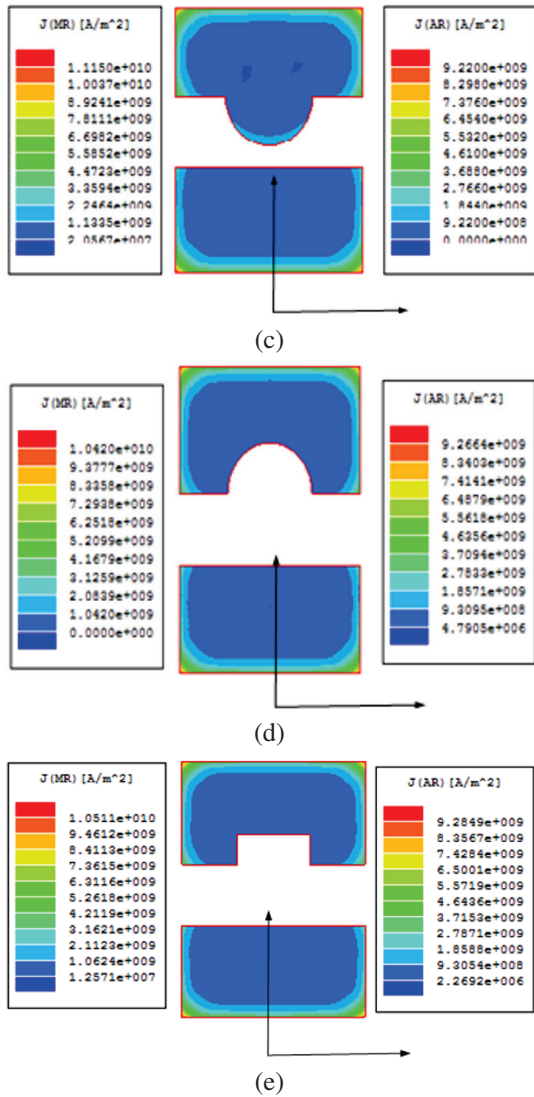 J(MR)[A/m^2]
1.1150e+010
1.0037e+010
8.9241e+009
7.8111e+009
6.6982e+009
5.5852e+009
4.4723e+009
3.3594e+009
2.2464e+009
1.1335e+009
2.0567e+007
J(AR)[A/m^2]
9.2200e+009
8.2980e+009
7.3760e+009
6.4540e+009
5.5320e+009
4.6100e+009
3.6880e+009
2.7660e+009
1.8440e+009
9.2200e+008
0.0000e+000
(c)
J(MR)[A/m^2]
1.0420e+010
9.3777e+009
8.3358e+009
7.2938e+009
6.2518e+009
5.2099e+009
4.1679e+009
3.1259e+009
2.0839e+009
1.0420e+009
0.0000e+000
J(AR)[A/m^2]
9.2664e+009
8.3403e+009
7.4141e+009
6.4879e+009
5.5618e+009
4.6356e+009
3.7094e+009
2.7833e+009
1.8571e+009
9.3095e+008
4.7905e+006
(d)
J(MR)[A/m^2]
1.0511e+010
9.4612e+009
8.4113e+009
7.3615e+009
6.3116e+009
5.2618e+009
4.2119e+009
3.1621e+009
2.1123e+009
1.0624e+009
1.2571e+007
J(AR)[A/m^2]
9.2849e+009
8.3567e+009
7.4284e+009
6.5001e+009
5.5719e+009
4.6436e+009
3.7153e+009
2.7871e+009
1.8588e+009
9.3054e+008
2.2692e+006
(e)